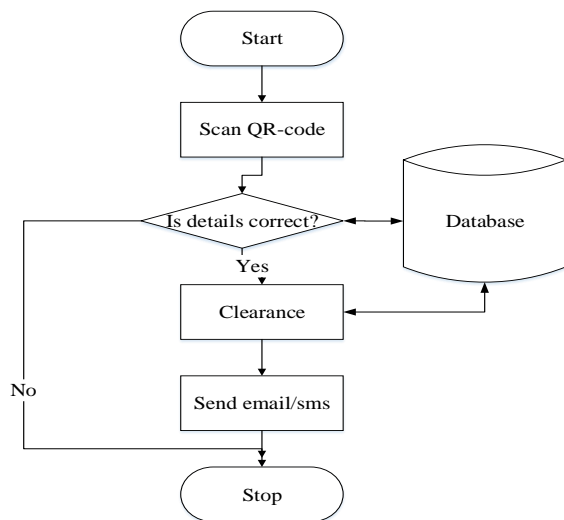 Start
Scan QR-code
Is details correct?
Database
Yes
Clearance
No
Send email/sms
Stop